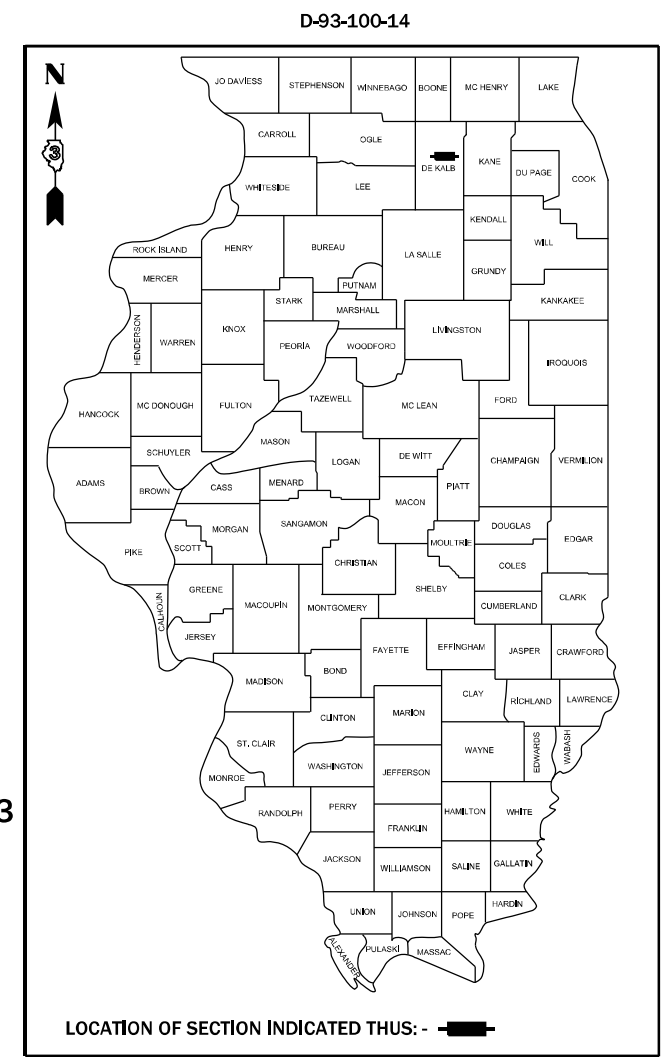 D-93-100-14
N
3
JO DAVIESS STEPHENSON WINNEBAGO BOONE MC HENRY LAKE
CARROLL OGLE DE KALB KANE DU PAGE COOK
WHITESIDE LEE
KENDALL WILL
ROCK ISLAND HENRY BUREAU LA SALLE
GRUNDY
MERCER PUTNAM
STARK MARSHALL KANKAKEE
HENDERSON WARREN KNOX PEORIA WOODFORD LIVINGSTON
IROQUOIS
HANCOCK MC DONOUGH FULTON TAZEWELL MC LEAN FORD
MASON
SCHUYLER LOGAN DE WITT CHAMPAIGN VERMILION
ADAMS BROWN CASS MENARD PIATT
MACON
MORGAN SANGAMON DOUGLAS
PIKE SCOTT CHRISTIAN MOULTRIE EDGAR
COLES
CALHOUN GREENE MACOUPIN MONTGOMERY SHELBY CUMBERLAND CLARK
JERSEY FAYETTE EFFINGHAM JASPER CRAWFORD
MADISON BOND
CLAY RICHLAND LAWRENCE
CLINTON MARION
ST. CLAIR WAYNE EDWARDS WABASH
MONROE WASHINGTON JEFFERSON
3
RANDOLPH PERRY HAMILTON WHITE
FRANKLIN
JACKSON WILLIAMSON SALINE GALLATIN
UNION JOHNSON POPE HARDIN
ALEXANDER PULASKI MASSAC
LOCATION OF SECTION INDICATED THUS: -